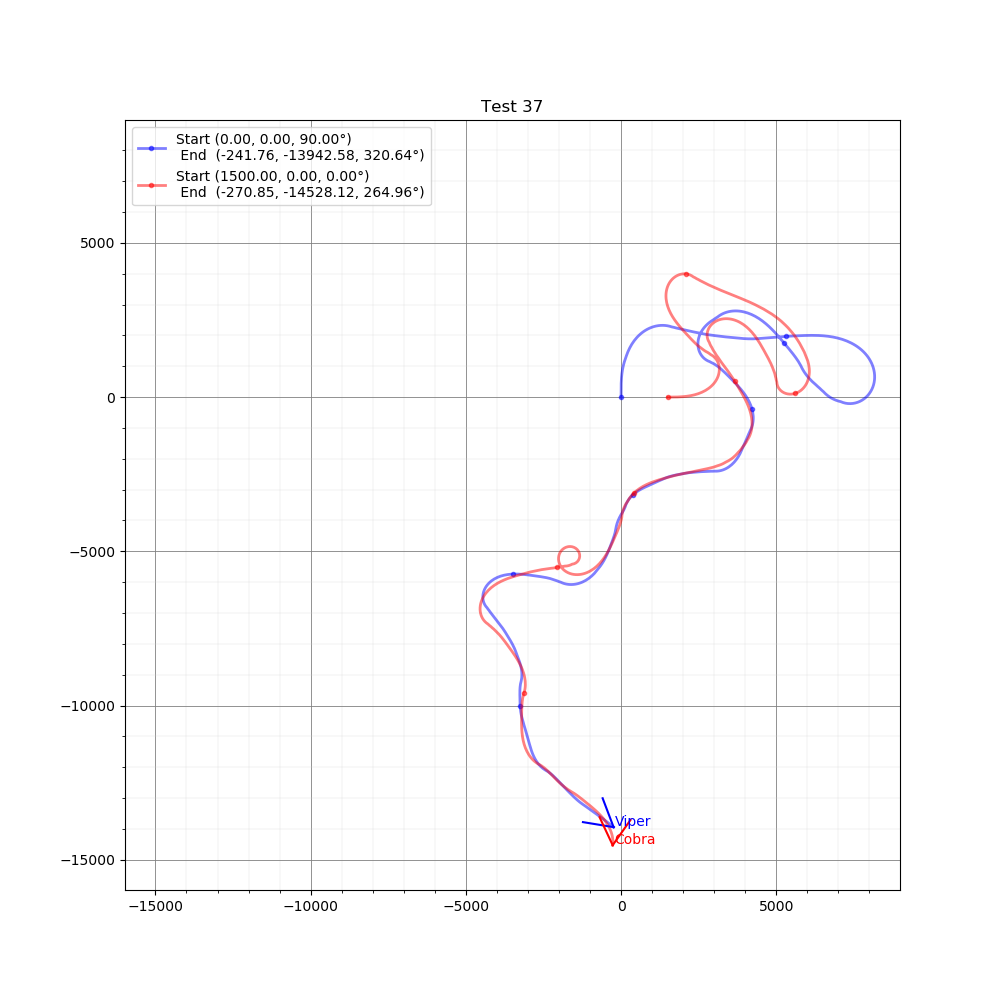 Test 37
Start (0.00, 0.00, 90.00°)
End  (-241.76, -13942.58, 320.64°)
Start (1500.00, 0.00, 0.00°)
End  (-270.85, -14528.12, 264.96°)
5000
0
−5000
−10000
−15000
Viper
Cobra
−15000
−10000
−5000
0
5000